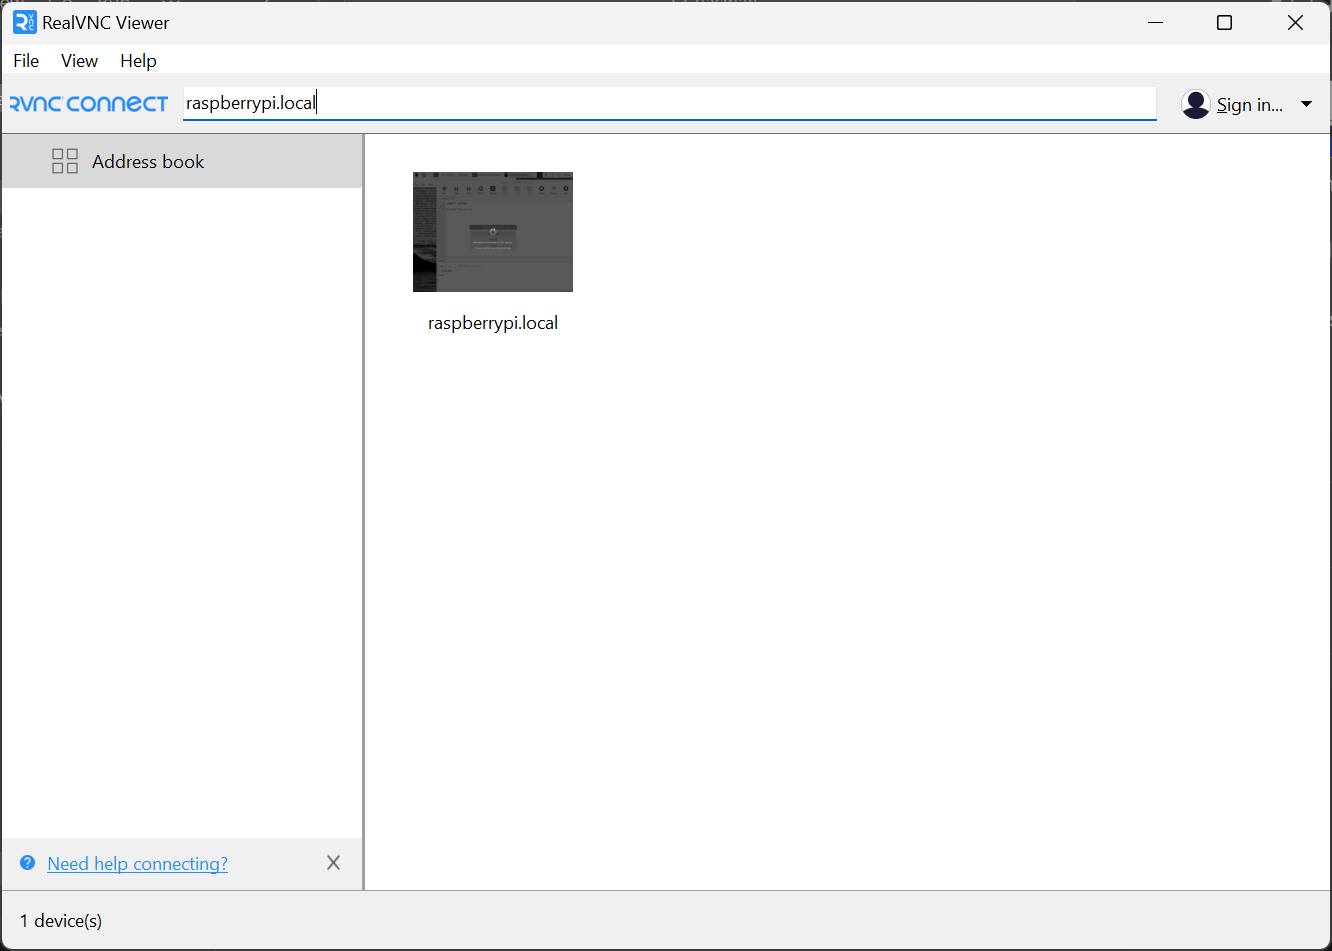 RealVNC Viewer
File View Help
RVNC CONNECT raspberrypi.local Sign in...
Address book
raspberrypi.local
Need help connecting?
1 device(s)